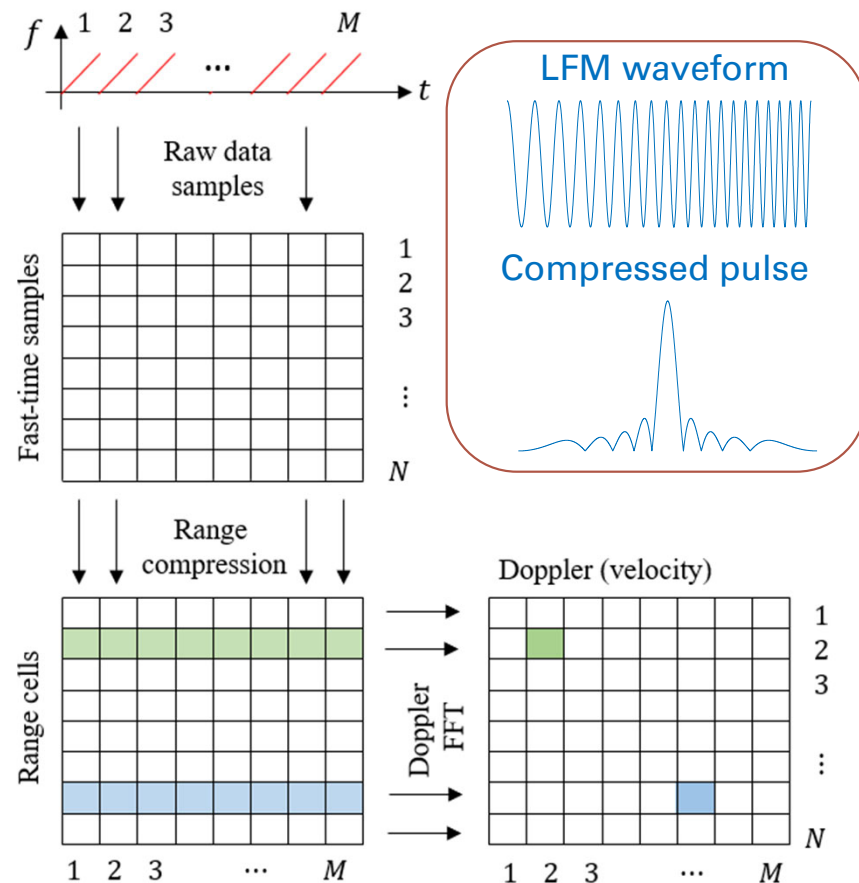 f
1 2 3 ... M
t
Raw data
samples
Fast-time samples
1
2
3
⋮
N
LFM waveform
Compressed pulse
Range
compression
Range cells
1 2 3 ... M
Doppler
FFT
Doppler (velocity)
1
2
3
⋮
N
1 2 3 ... M